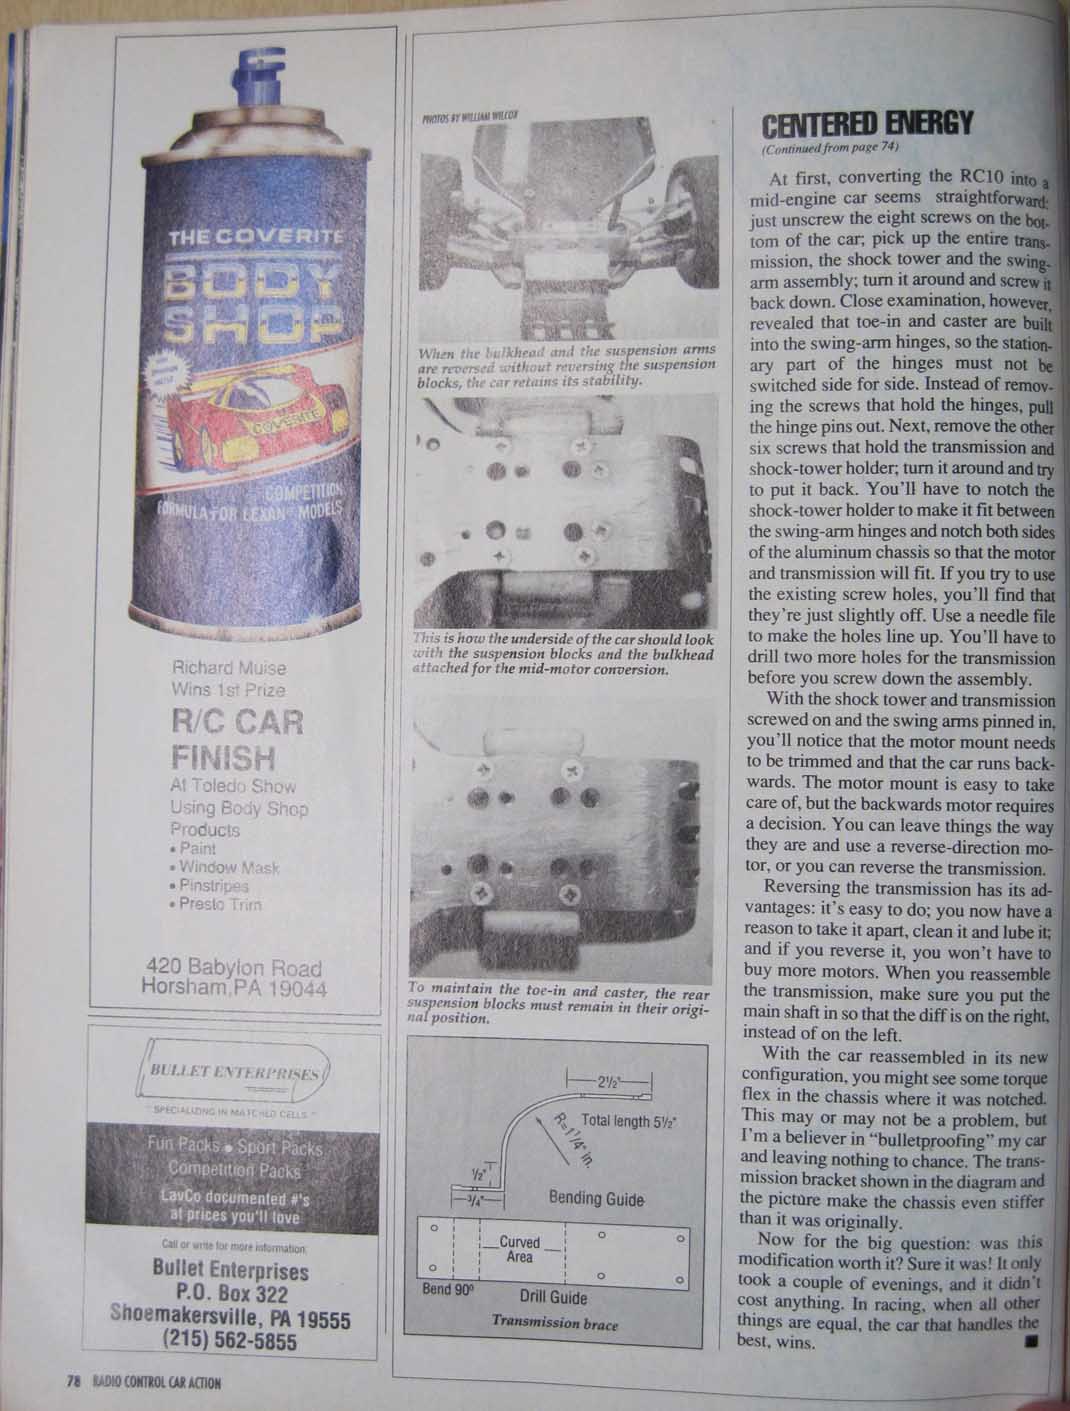 THE COVERITE
BODY
SHOP
COVERITE
COMPETITION
FORMULA FOR LEXAN® MODELS
Richard Muise
Wins 1st Prize
R/C CAR
FINISH
At Toledo Show
Using Body Shop
Products
• Paint
• Window Mask
• Pinstripes
• Presto Trim
420 Babylon Road
Horsham, PA 19044
BULLET ENTERPRISES
"SPECIALIZING IN MATCHED CELLS"
Fun Packs • Sport Packs
Competition Packs
LavCo documented #'s
at prices you'll love
Call or write for more information.
Bullet Enterprises
P.O. Box 322
Shoemakersville, PA 19555
(215) 562-5855
PHOTOS BY WILLIAM WILCOX
When the bulkhead and the suspension arms
are reversed without reversing the suspension
blocks, the car retains its stability.
This is how the underside of the car should look
with the suspension blocks and the bulkhead
attached for the mid-motor conversion.
To maintain the toe-in and caster, the rear
suspension blocks must remain in their origi-
nal position.
2½"
Total length 5½"
R=1¼" in.
½"
¾"
Bending Guide
Curved
Area
Bend 90º
Drill Guide
Transmission brace
CENTERED ENERGY
(Continued from page 74)
At first, converting the RC10 into a
mid-engine car seems straightforward:
just unscrew the eight screws on the bot-
tom of the car; pick up the entire trans-
mission, the shock tower and the swing-
arm assembly; turn it around and screw it
back down. Close examination, however,
revealed that toe-in and caster are built
into the swing-arm hinges, so the station-
ary part of the hinges must not be
switched side for side. Instead of remov-
ing the screws that hold the hinges, pull
the hinge pins out. Next, remove the other
six screws that hold the transmission and
shock-tower holder; turn it around and try
to put it back. You'll have to notch the
shock-tower holder to make it fit between
the swing-arm hinges and notch both sides
of the aluminum chassis so that the motor
and transmission will fit. If you try to use
the existing screw holes, you'll find that
they're just slightly off. Use a needle file
to make the holes line up. You'll have to
drill two more holes for the transmission
before you screw down the assembly.
With the shock tower and transmission
screwed on and the swing arms pinned in,
you'll notice that the motor mount needs
to be trimmed and that the car runs back-
wards. The motor mount is easy to take
care of, but the backwards motor requires
a decision. You can leave things the way
they are and use a reverse-direction mo-
tor, or you can reverse the transmission.
Reversing the transmission has its ad-
vantages: it's easy to do; you now have a
reason to take it apart, clean it and lube it;
and if you reverse it, you won't have to
buy more motors. When you reassemble
the transmission, make sure you put the
main shaft in so that the diff is on the right,
instead of on the left.
With the car reassembled in its new
configuration, you might see some torque
flex in the chassis where it was notched.
This may or may not be a problem, but
I'm a believer in "bulletproofing" my car
and leaving nothing to chance. The trans-
mission bracket shown in the diagram and
the picture make the chassis even stiffer
than it was originally.
Now for the big question: was this
modification worth it? Sure it was! It only
took a couple of evenings, and it didn't
cost anything. In racing, when all other
things are equal, the car that handles the
best, wins. ■
78 RADIO CONTROL CAR ACTION